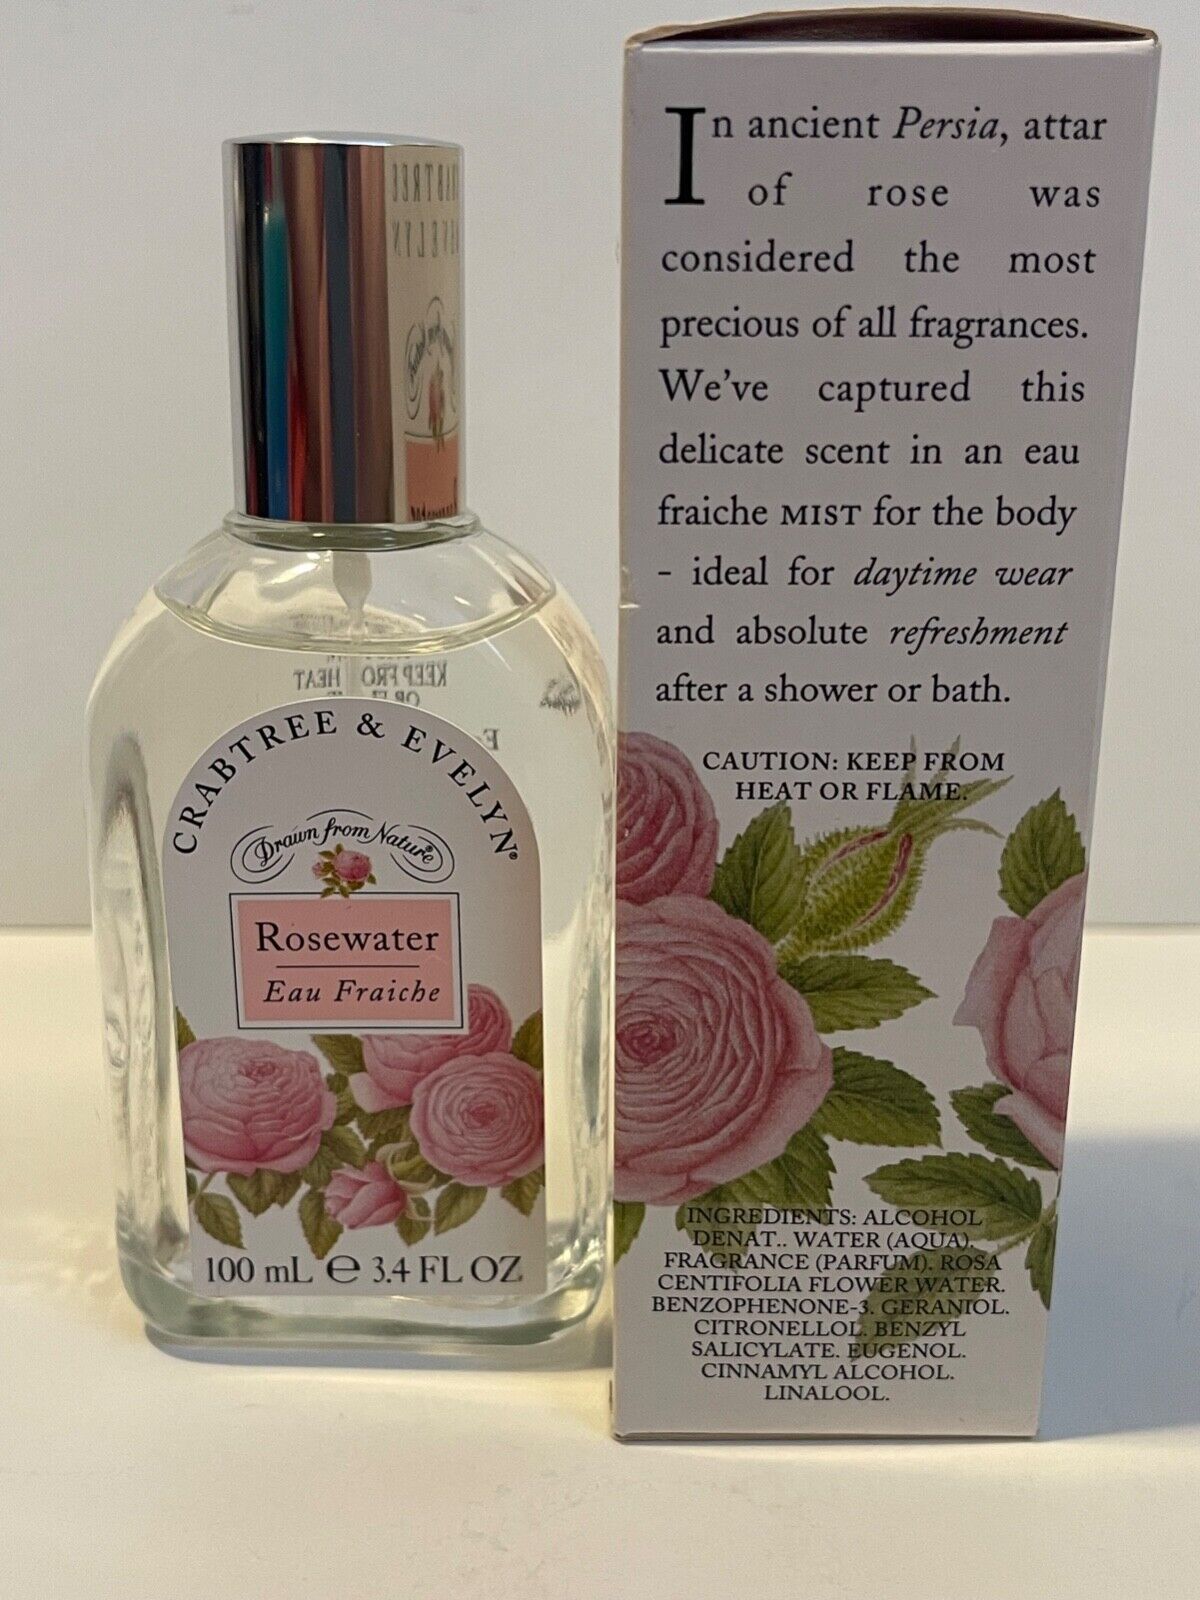 CRABTREE & EVELYN®
Drawn from Nature®
Rosewater
Eau Fraiche
100 mL ℮ 3.4 FL OZ
KEEP FRO HEAT
In ancient Persia, attar
of rose was
considered the most
precious of all fragrances.
We've captured this
delicate scent in an eau
fraiche MIST for the body
- ideal for daytime wear
and absolute refreshment
after a shower or bath.
CAUTION: KEEP FROM
HEAT OR FLAME.
INGREDIENTS: ALCOHOL
DENAT.. WATER (AQUA).
FRAGRANCE (PARFUM). ROSA
CENTIFOLIA FLOWER WATER.
BENZOPHENONE-3. GERANIOL.
CITRONELLOL. BENZYL
SALICYLATE. EUGENOL.
CINNAMYL ALCOHOL.
LINALOOL.